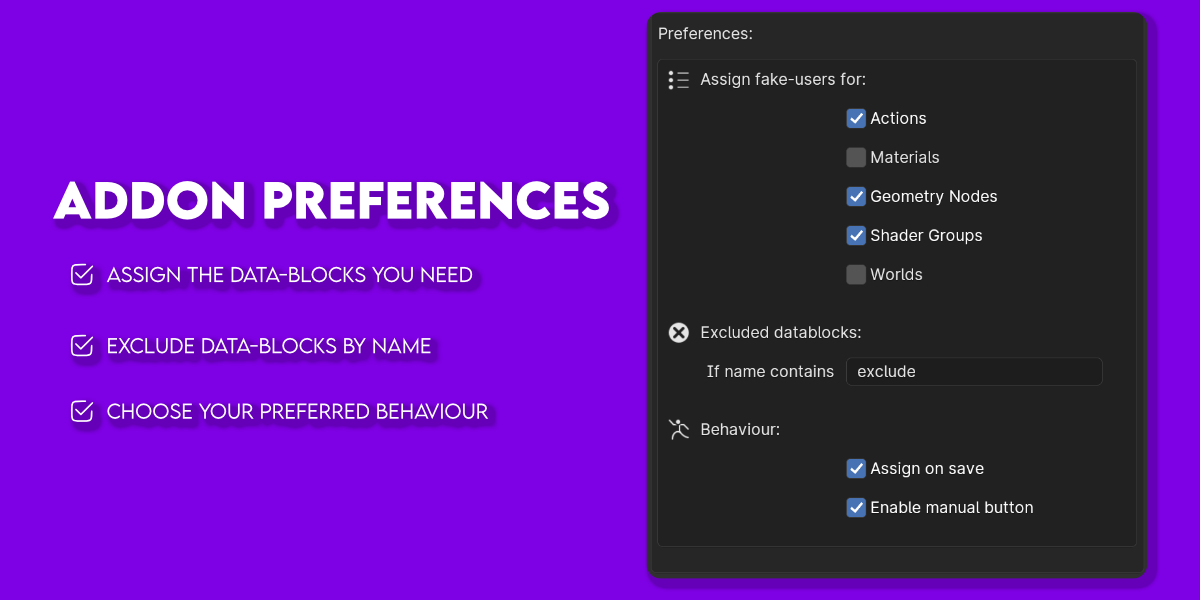 ADDON PREFERENCES
ASSIGN THE DATA-BLOCKS YOU NEED
EXCLUDE DATA-BLOCKS BY NAME
CHOOSE YOUR PREFERRED BEHAVIOUR
Preferences:
Assign fake-users for:
Actions
Materials
Geometry Nodes
Shader Groups
Worlds
Excluded datablocks:
If name contains exclude
Behaviour:
Assign on save
Enable manual button